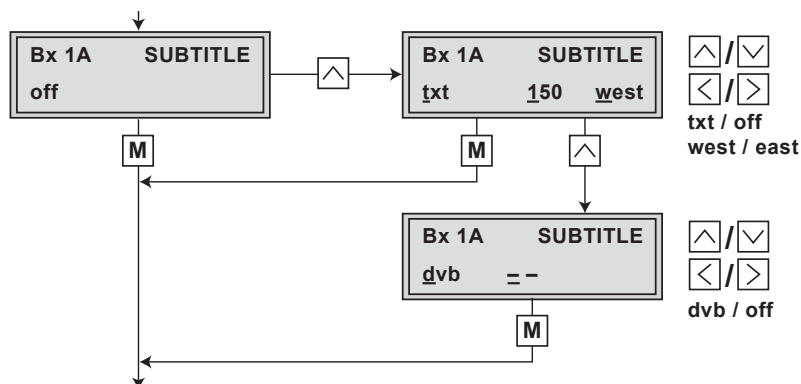 Bx 1A SUBTITLE
off
Bx 1A SUBTITLE
txt 150 west
/
/
txt / off
west / east
M
M
Bx 1A SUBTITLE
dvb – –
/
/
dvb / off
M